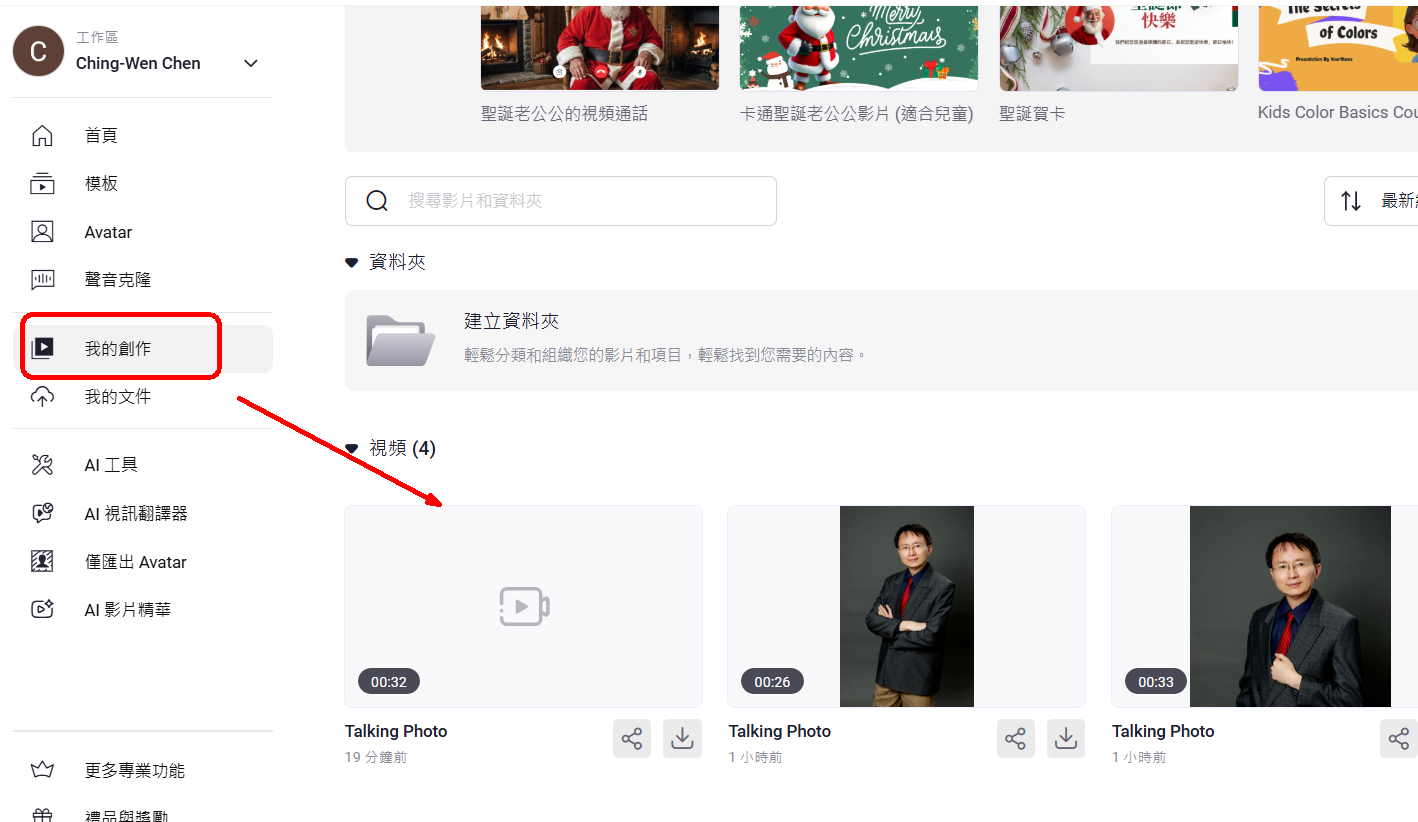 C
工作區
Ching-Wen Chen
首頁
模板
Avatar
聲音克隆
我的創作
我的文件
AI 工具
AI 視訊翻譯器
僅匯出 Avatar
AI 影片精華
更多專業功能
禮品與獎勵
Merry
Christmas
聖誕節
快樂
The Secrets
of Colors
Presentation By YourName
聖誕老公公的視頻通話
卡通聖誕老公公影片 (適合兒童)
聖誕賀卡
Kids Color Basics
搜尋影片和資料夾
最新
資料夾
建立資料夾
輕鬆分類和組織您的影片和項目，輕鬆找到您需要的內容。
視頻 (4)
00:32
00:26
00:33
Talking Photo
19 分鐘前
Talking Photo
1 小時前
Talking Photo
1 小時前